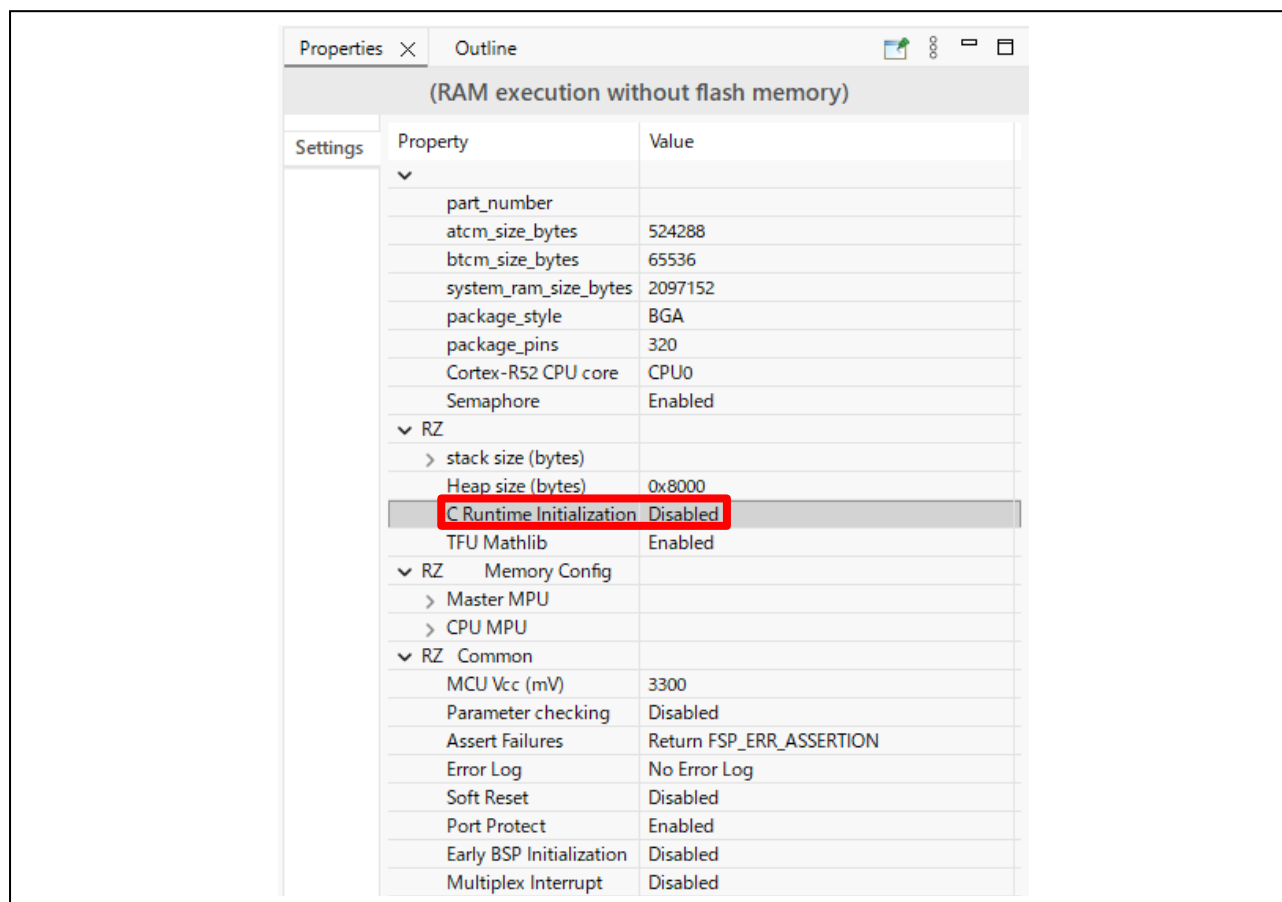 Properties Outline
(RAM execution without flash memory)
Settings
Property Value
part_number
atcm_size_bytes 524288
btcm_size_bytes 65536
system_ram_size_bytes 2097152
package_style BGA
package_pins 320
Cortex-R52 CPU core CPU0
Semaphore Enabled
RZ
stack size (bytes)
Heap size (bytes) 0x8000
C Runtime Initialization Disabled
TFU Mathlib Enabled
RZ Memory Config
Master MPU
CPU MPU
RZ Common
MCU Vcc (mV) 3300
Parameter checking Disabled
Assert Failures Return FSP_ERR_ASSERTION
Error Log No Error Log
Soft Reset Disabled
Port Protect Enabled
Early BSP Initialization Disabled
Multiplex Interrupt Disabled